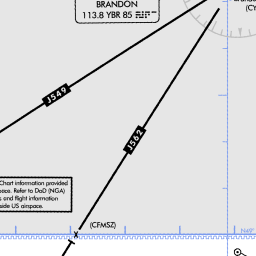 BRANDON
113.8 YBR 85
(CY
J549
J562
Chart information provided
Refer to DoD (NGA)
and flight information
side US airspace.
(CFMSZ)
N49°